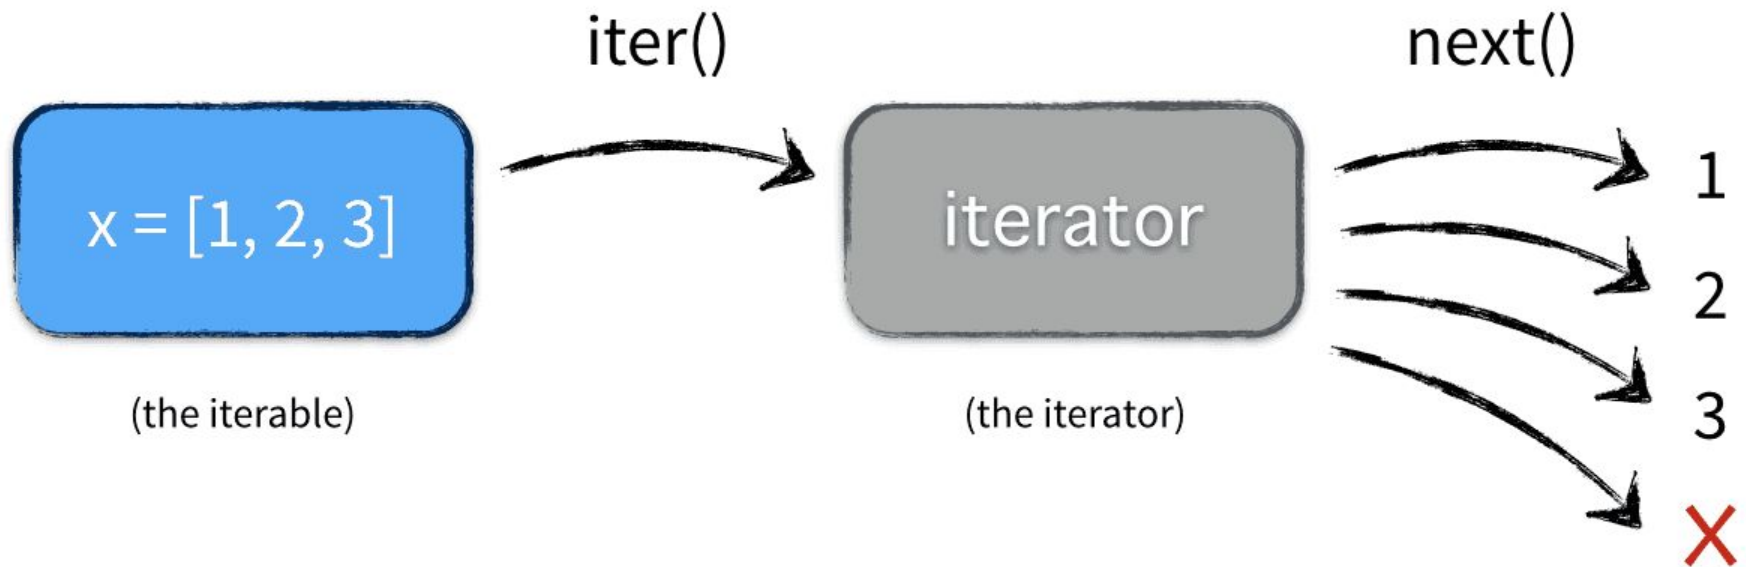 iter()
next()
x = [1, 2, 3]
iterator
1
2
3
X
(the iterable)
(the iterator)